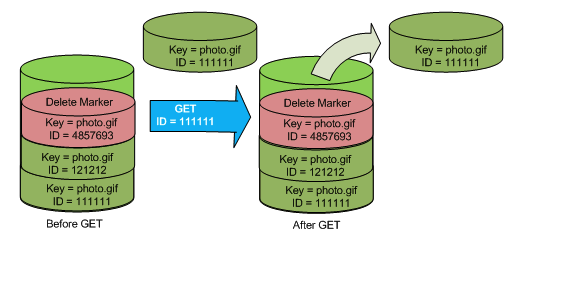 Key = photo.gif
ID = 111111
Key = photo.gif
ID = 111111
Delete Marker
Key = photo.gif
ID = 4857693
Key = photo.gif
ID = 121212
Key = photo.gif
ID = 111111
Before GET
GET
ID = 111111
Delete Marker
Key = photo.gif
ID = 4857693
Key = photo.gif
ID = 121212
Key = photo.gif
ID = 111111
After GET